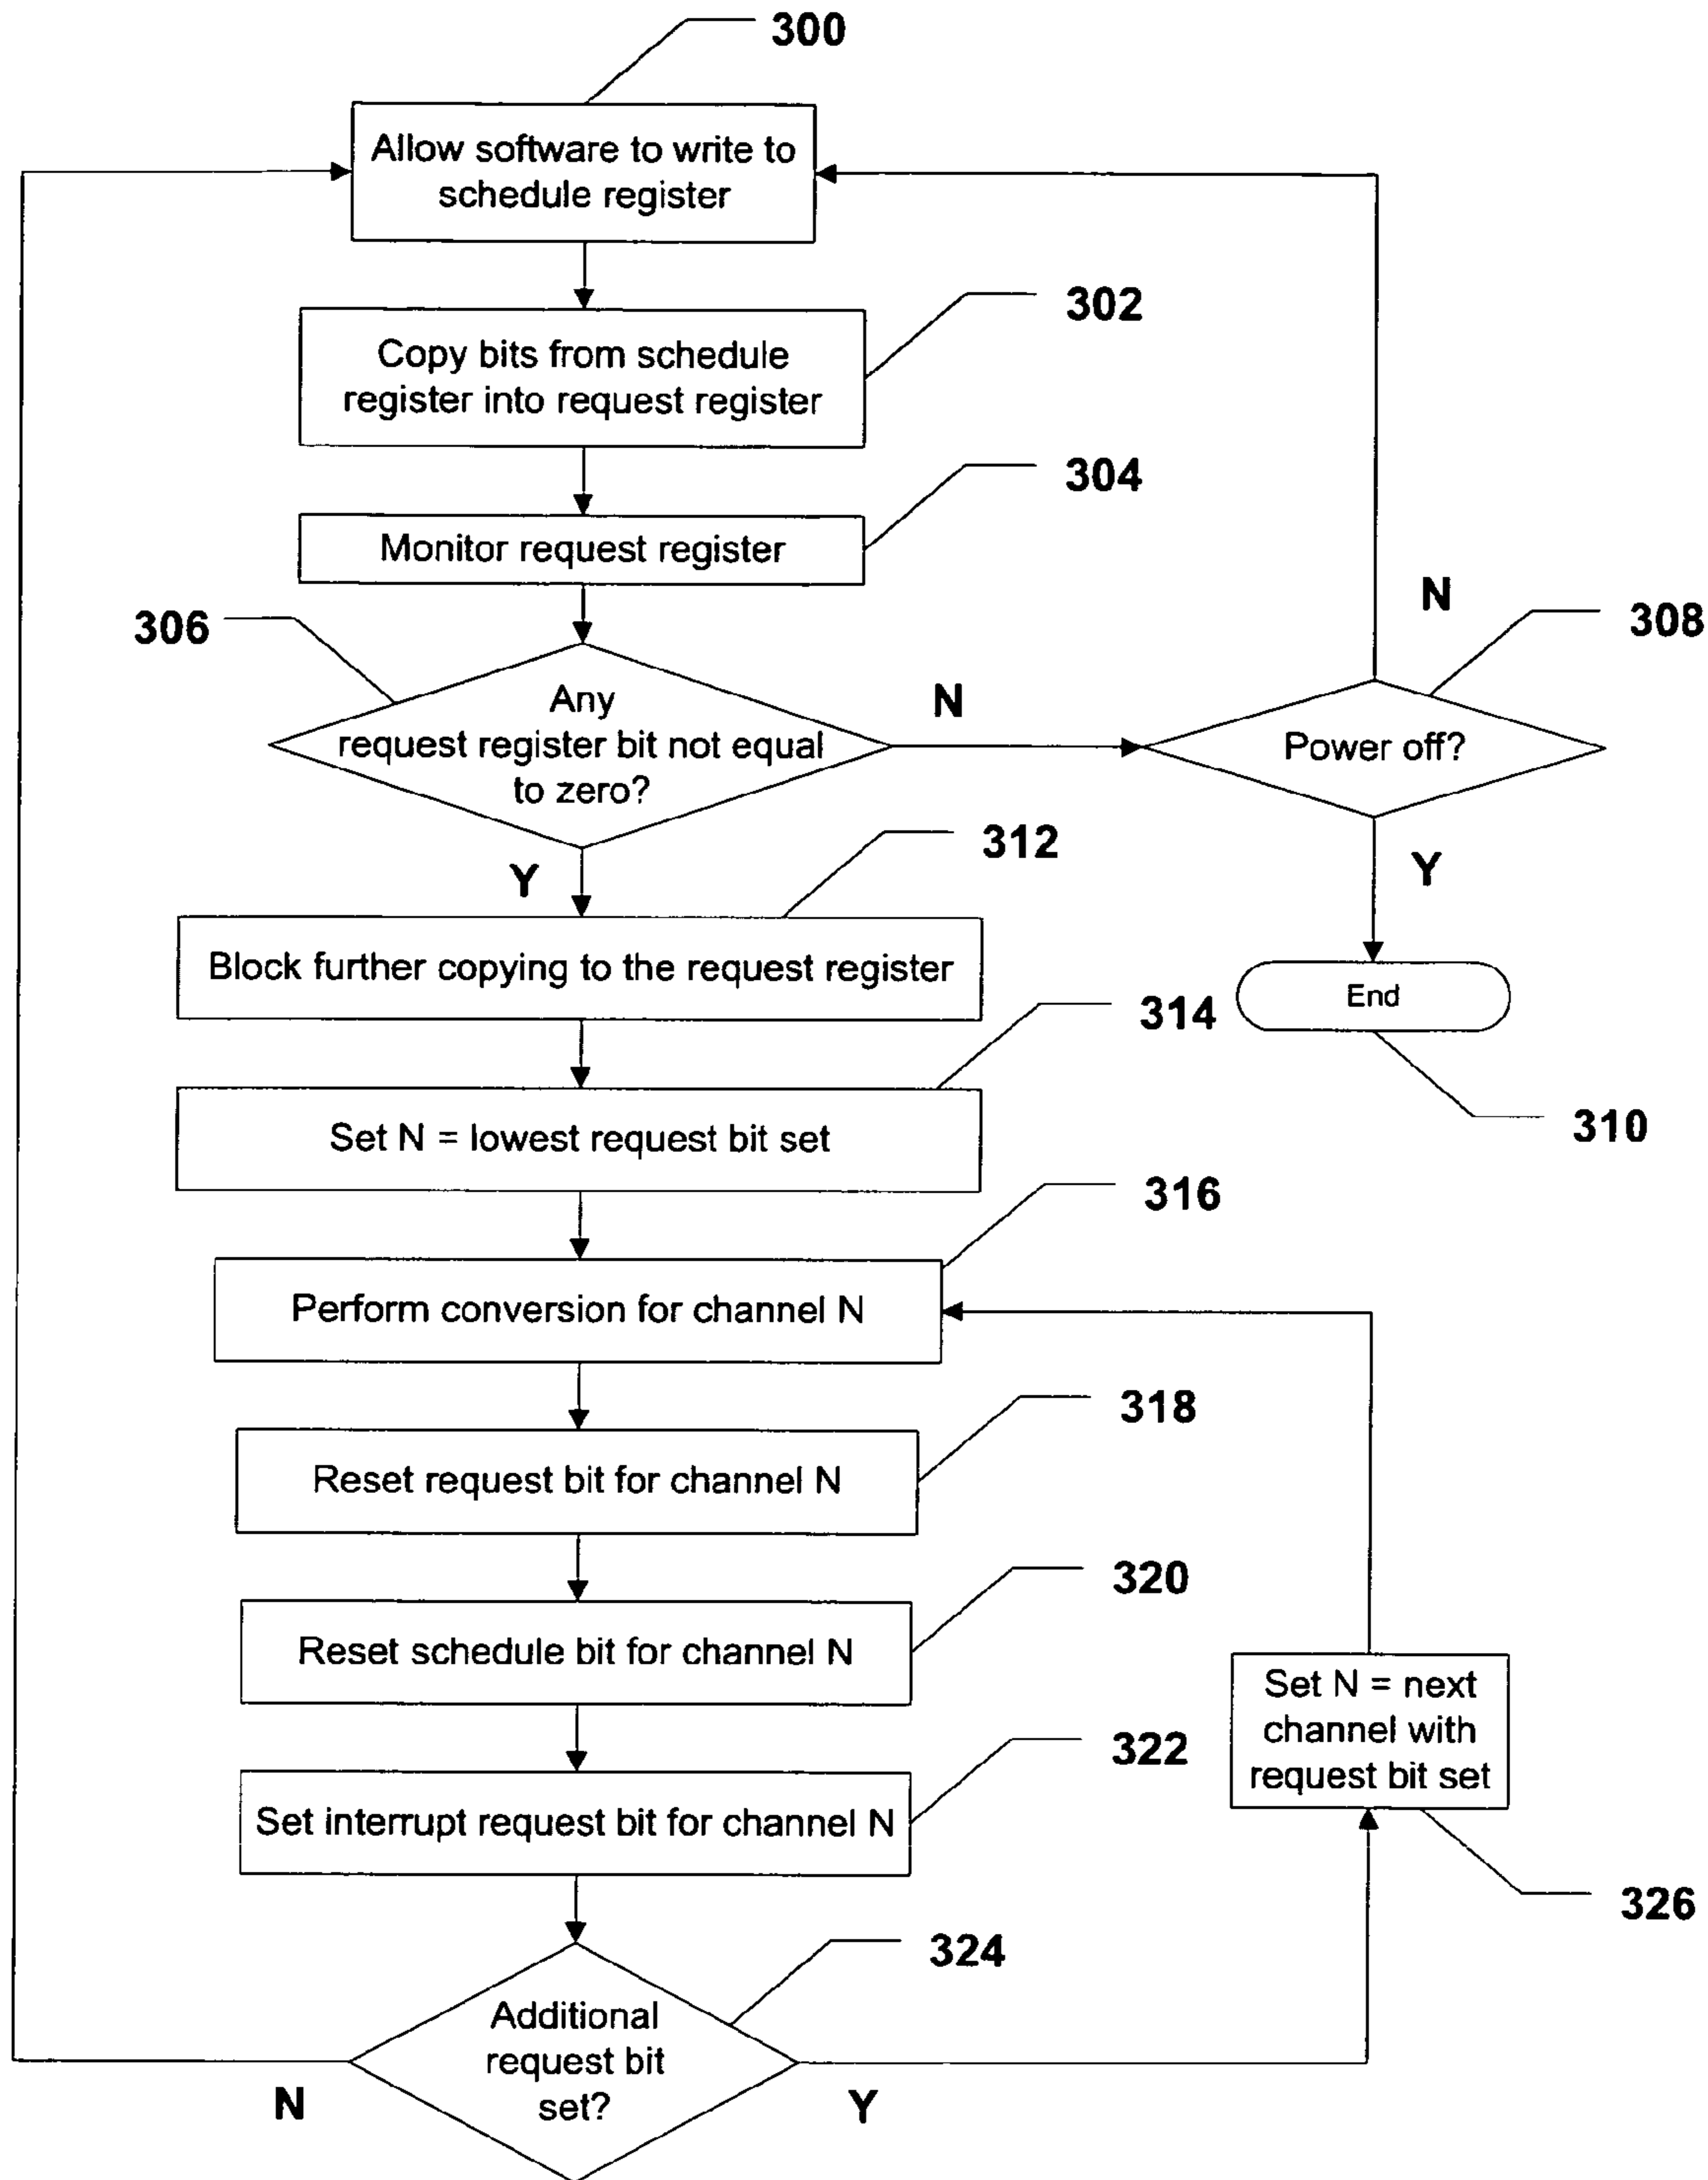 300
Allow software to write to
schedule register
302
Copy bits from schedule
register into request register
304
Monitor request register
306
Any
request register bit not equal
to zero?
N
N
308
Power off?
Y
312
Y
Block further copying to the request register
End
314
310
Set N = lowest request bit set
316
Perform conversion for channel N
318
Reset request bit for channel N
320
Reset schedule bit for channel N
Set N = next
channel with
request bit set
322
Set interrupt request bit for channel N
326
324
Additional
request bit
set?
N
Y